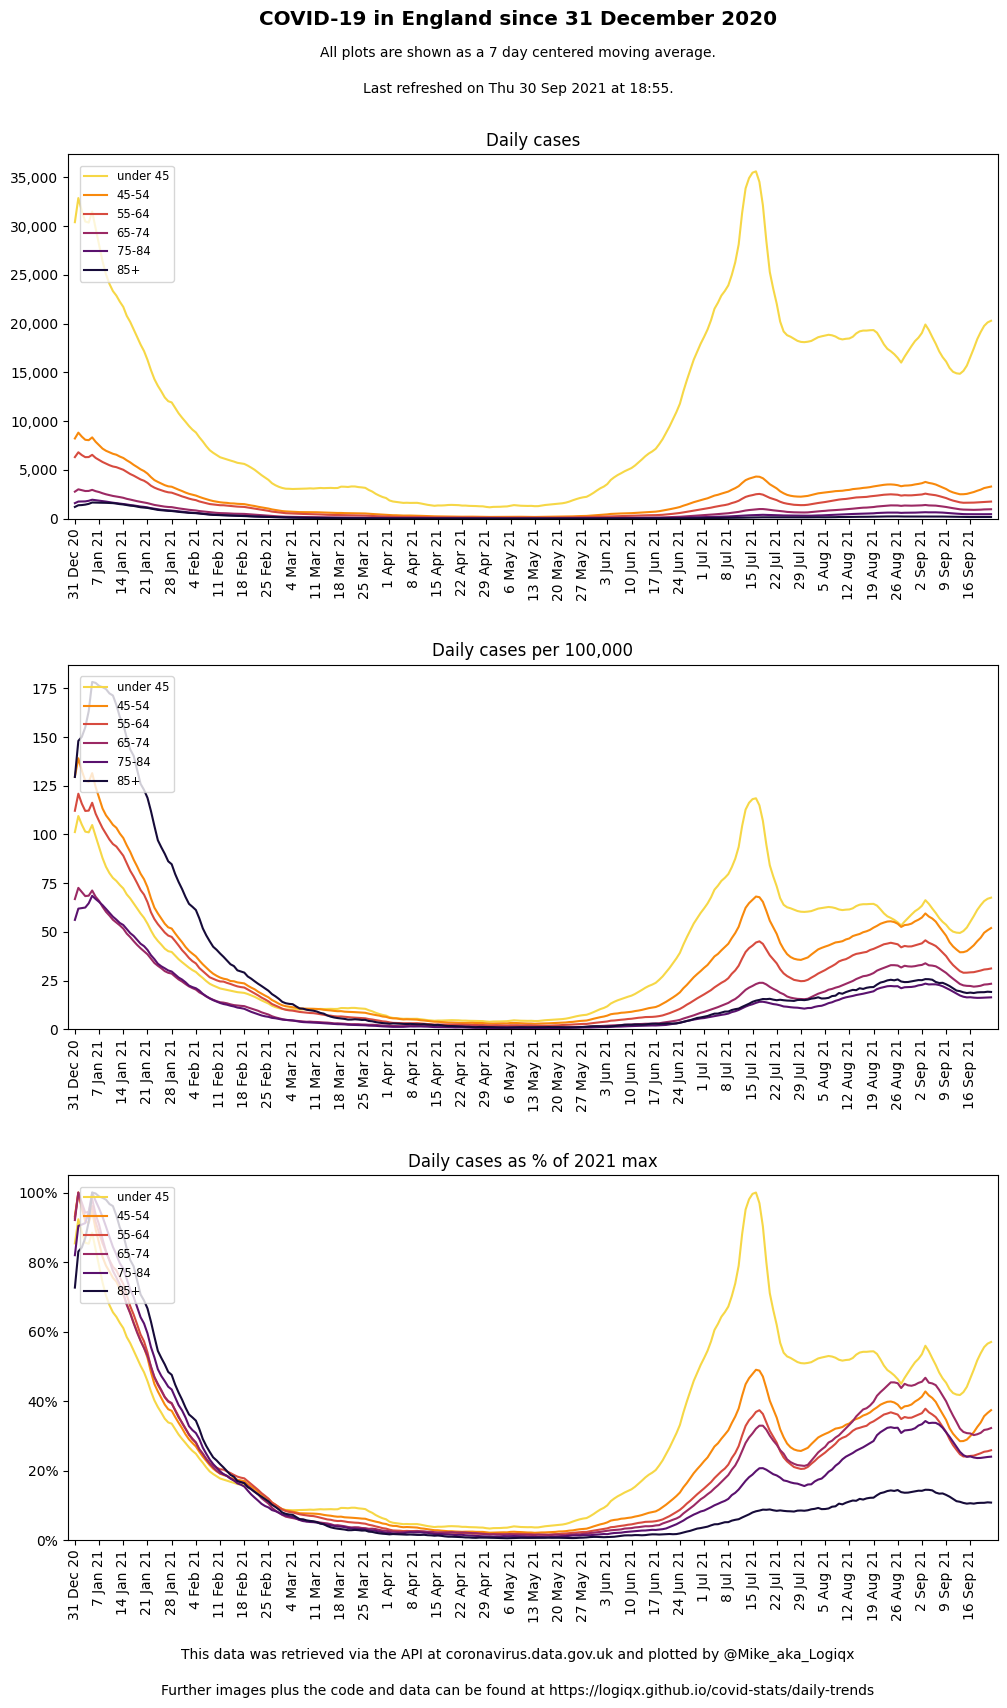 COVID-19 in England since 31 December 2020
All plots are shown as a 7 day centered moving average.
Last refreshed on Thu 30 Sep 2021 at 18:55.
Daily cases
35,000
30,000
25,000
20,000
15,000
10,000
5,000
0
under 45
45-54
55-64
65-74
75-84
85+
31 Dec 20
7 Jan 21
14 Jan 21
21 Jan 21
28 Jan 21
4 Feb 21
11 Feb 21
18 Feb 21
25 Feb 21
4 Mar 21
11 Mar 21
18 Mar 21
25 Mar 21
1 Apr 21
8 Apr 21
15 Apr 21
22 Apr 21
29 Apr 21
6 May 21
13 May 21
20 May 21
27 May 21
3 Jun 21
10 Jun 21
17 Jun 21
24 Jun 21
1 Jul 21
8 Jul 21
15 Jul 21
22 Jul 21
29 Jul 21
5 Aug 21
12 Aug 21
19 Aug 21
26 Aug 21
2 Sep 21
9 Sep 21
16 Sep 21
Daily cases per 100,000
175
150
125
100
75
50
25
0
under 45
45-54
55-64
65-74
75-84
85+
31 Dec 20
7 Jan 21
14 Jan 21
21 Jan 21
28 Jan 21
4 Feb 21
11 Feb 21
18 Feb 21
25 Feb 21
4 Mar 21
11 Mar 21
18 Mar 21
25 Mar 21
1 Apr 21
8 Apr 21
15 Apr 21
22 Apr 21
29 Apr 21
6 May 21
13 May 21
20 May 21
27 May 21
3 Jun 21
10 Jun 21
17 Jun 21
24 Jun 21
1 Jul 21
8 Jul 21
15 Jul 21
22 Jul 21
29 Jul 21
5 Aug 21
12 Aug 21
19 Aug 21
26 Aug 21
2 Sep 21
9 Sep 21
16 Sep 21
Daily cases as % of 2021 max
100%
80%
60%
40%
20%
0%
under 45
45-54
55-64
65-74
75-84
85+
31 Dec 20
7 Jan 21
14 Jan 21
21 Jan 21
28 Jan 21
4 Feb 21
11 Feb 21
18 Feb 21
25 Feb 21
4 Mar 21
11 Mar 21
18 Mar 21
25 Mar 21
1 Apr 21
8 Apr 21
15 Apr 21
22 Apr 21
29 Apr 21
6 May 21
13 May 21
20 May 21
27 May 21
3 Jun 21
10 Jun 21
17 Jun 21
24 Jun 21
1 Jul 21
8 Jul 21
15 Jul 21
22 Jul 21
29 Jul 21
5 Aug 21
12 Aug 21
19 Aug 21
26 Aug 21
2 Sep 21
9 Sep 21
16 Sep 21
This data was retrieved via the API at coronavirus.data.gov.uk and plotted by @Mike_aka_Logiqx
Further images plus the code and data can be found at https://logiqx.github.io/covid-stats/daily-trends